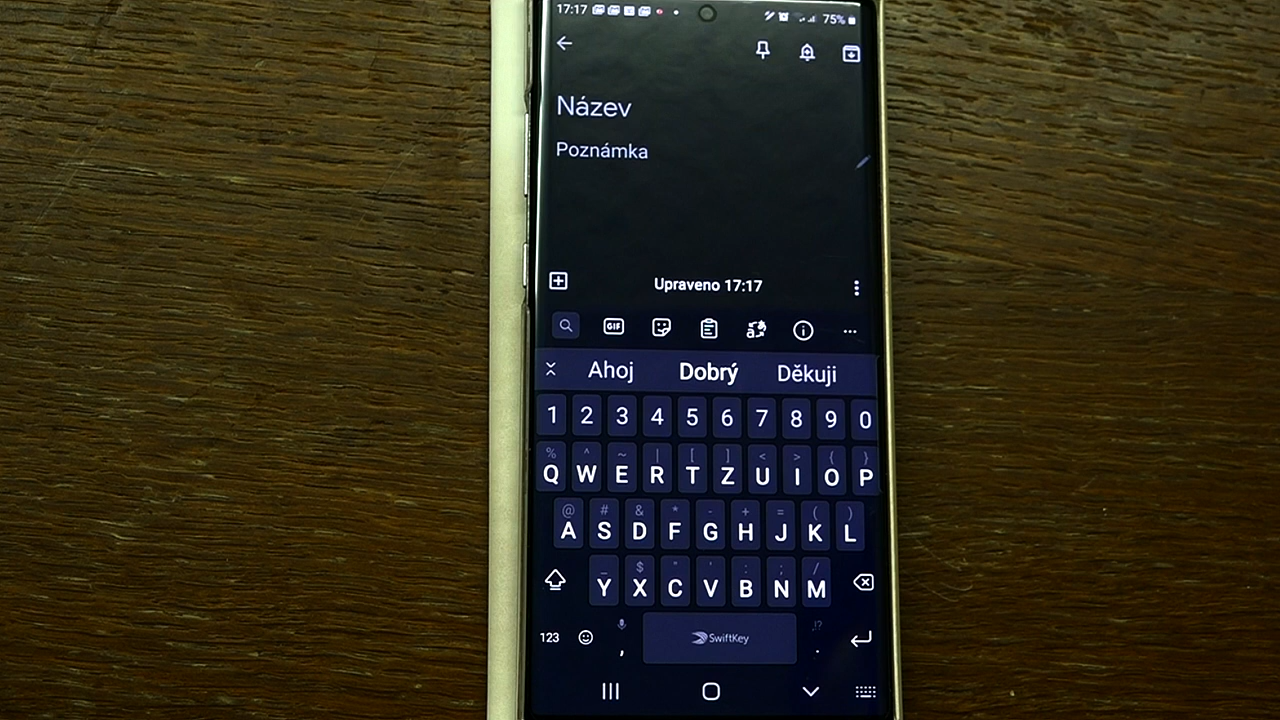 17:17 75%
Název
Poznámka
Upraveno 17:17
GIF
Ahoj Dobrý Děkuji
1 2 3 4 5 6 7 8 9 0
% ^ ~ | [ ] < > { }
Q W E R T Z U I O P
@ # & * - + = ( )
A S D F G H J K L
_ $ " ' : ; /
Y X C V B N M
123 , SwiftKey ,!? .